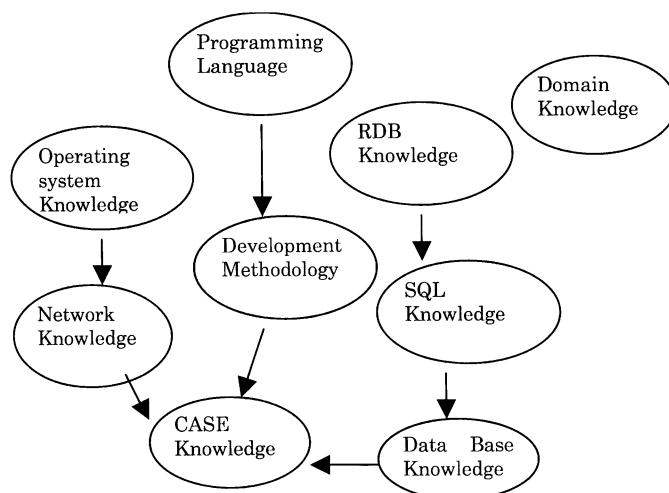 Programming
Language
Domain
Knowledge
RDB
Knowledge
Operating
system
Knowledge
Development
Methodology
SQL
Knowledge
Network
Knowledge
CASE
Knowledge
Data Base
Knowledge